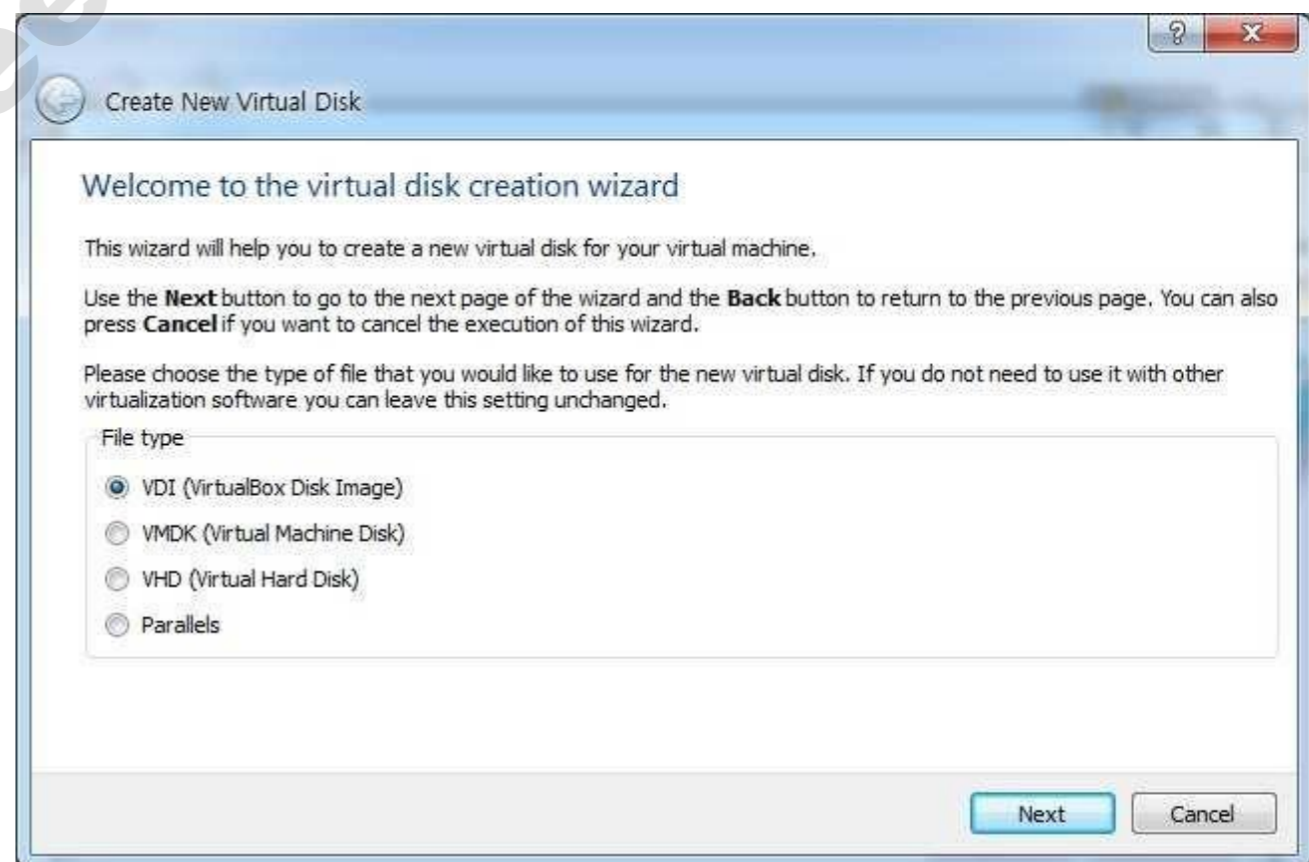 Create New Virtual Disk
Welcome to the virtual disk creation wizard
This wizard will help you to create a new virtual disk for your virtual machine.
Use the Next button to go to the next page of the wizard and the Back button to return to the previous page. You can also
press Cancel if you want to cancel the execution of this wizard.
Please choose the type of file that you would like to use for the new virtual disk. If you do not need to use it with other
virtualization software you can leave this setting unchanged.
File type
VDI (VirtualBox Disk Image)
VMDK (Virtual Machine Disk)
VHD (Virtual Hard Disk)
Parallels
Next
Cancel